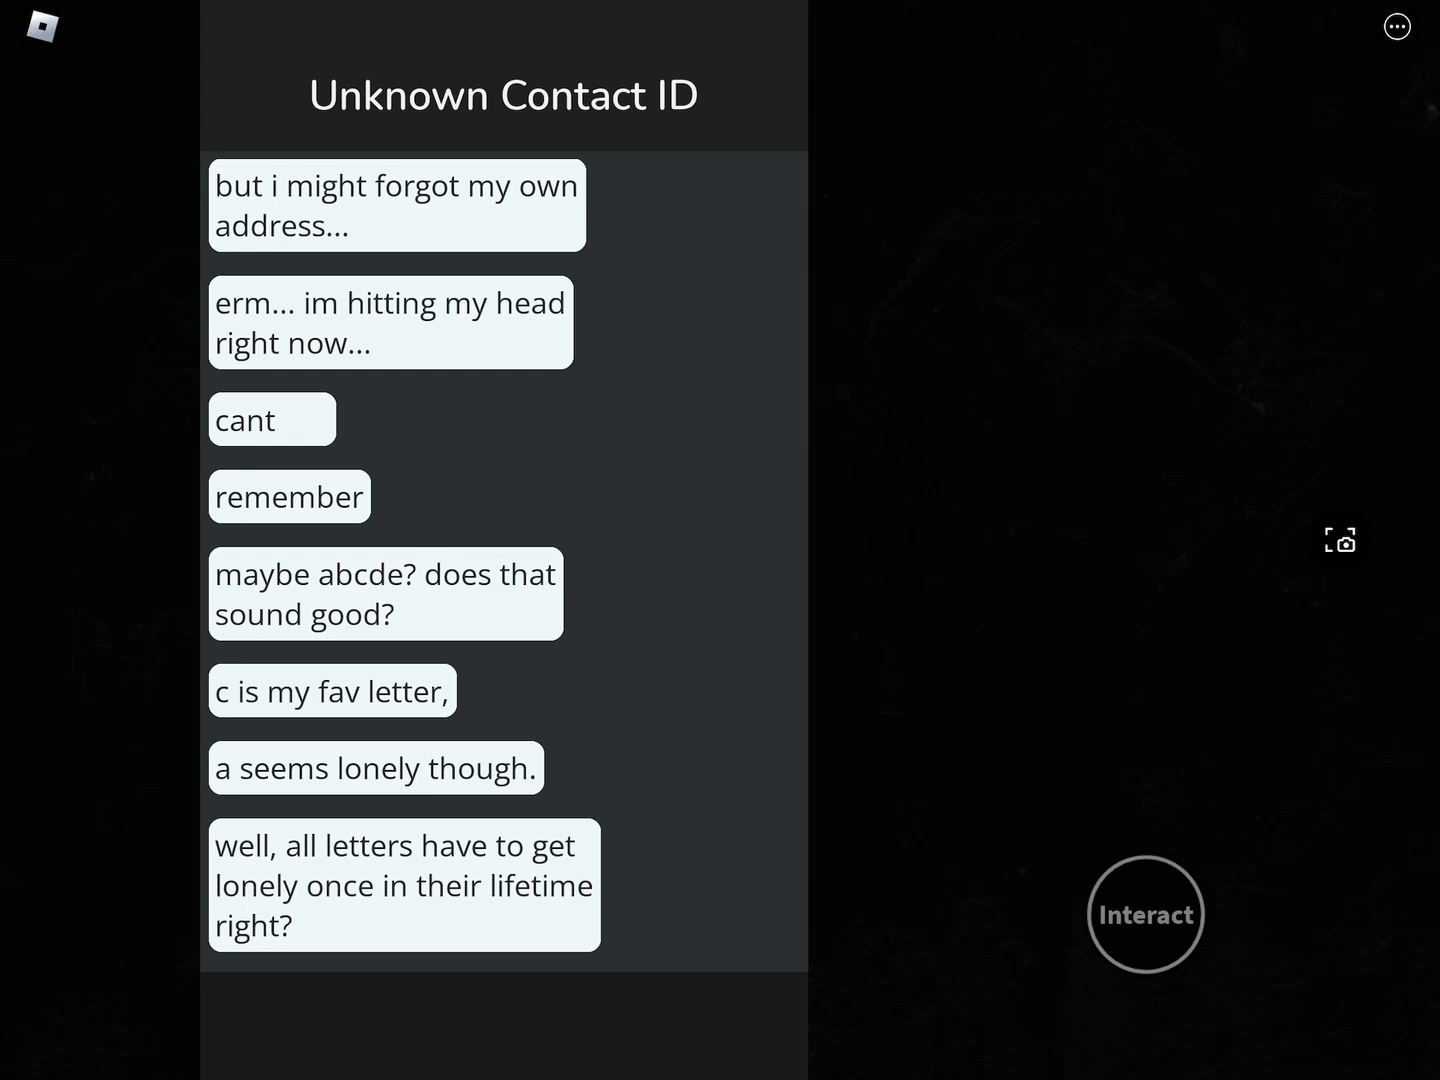 Unknown Contact ID
but i might forgot my own
address...
erm... im hitting my head
right now...
cant
remember
maybe abcde? does that
sound good?
c is my fav letter,
a seems lonely though.
well, all letters have to get
lonely once in their lifetime
right?
Interact